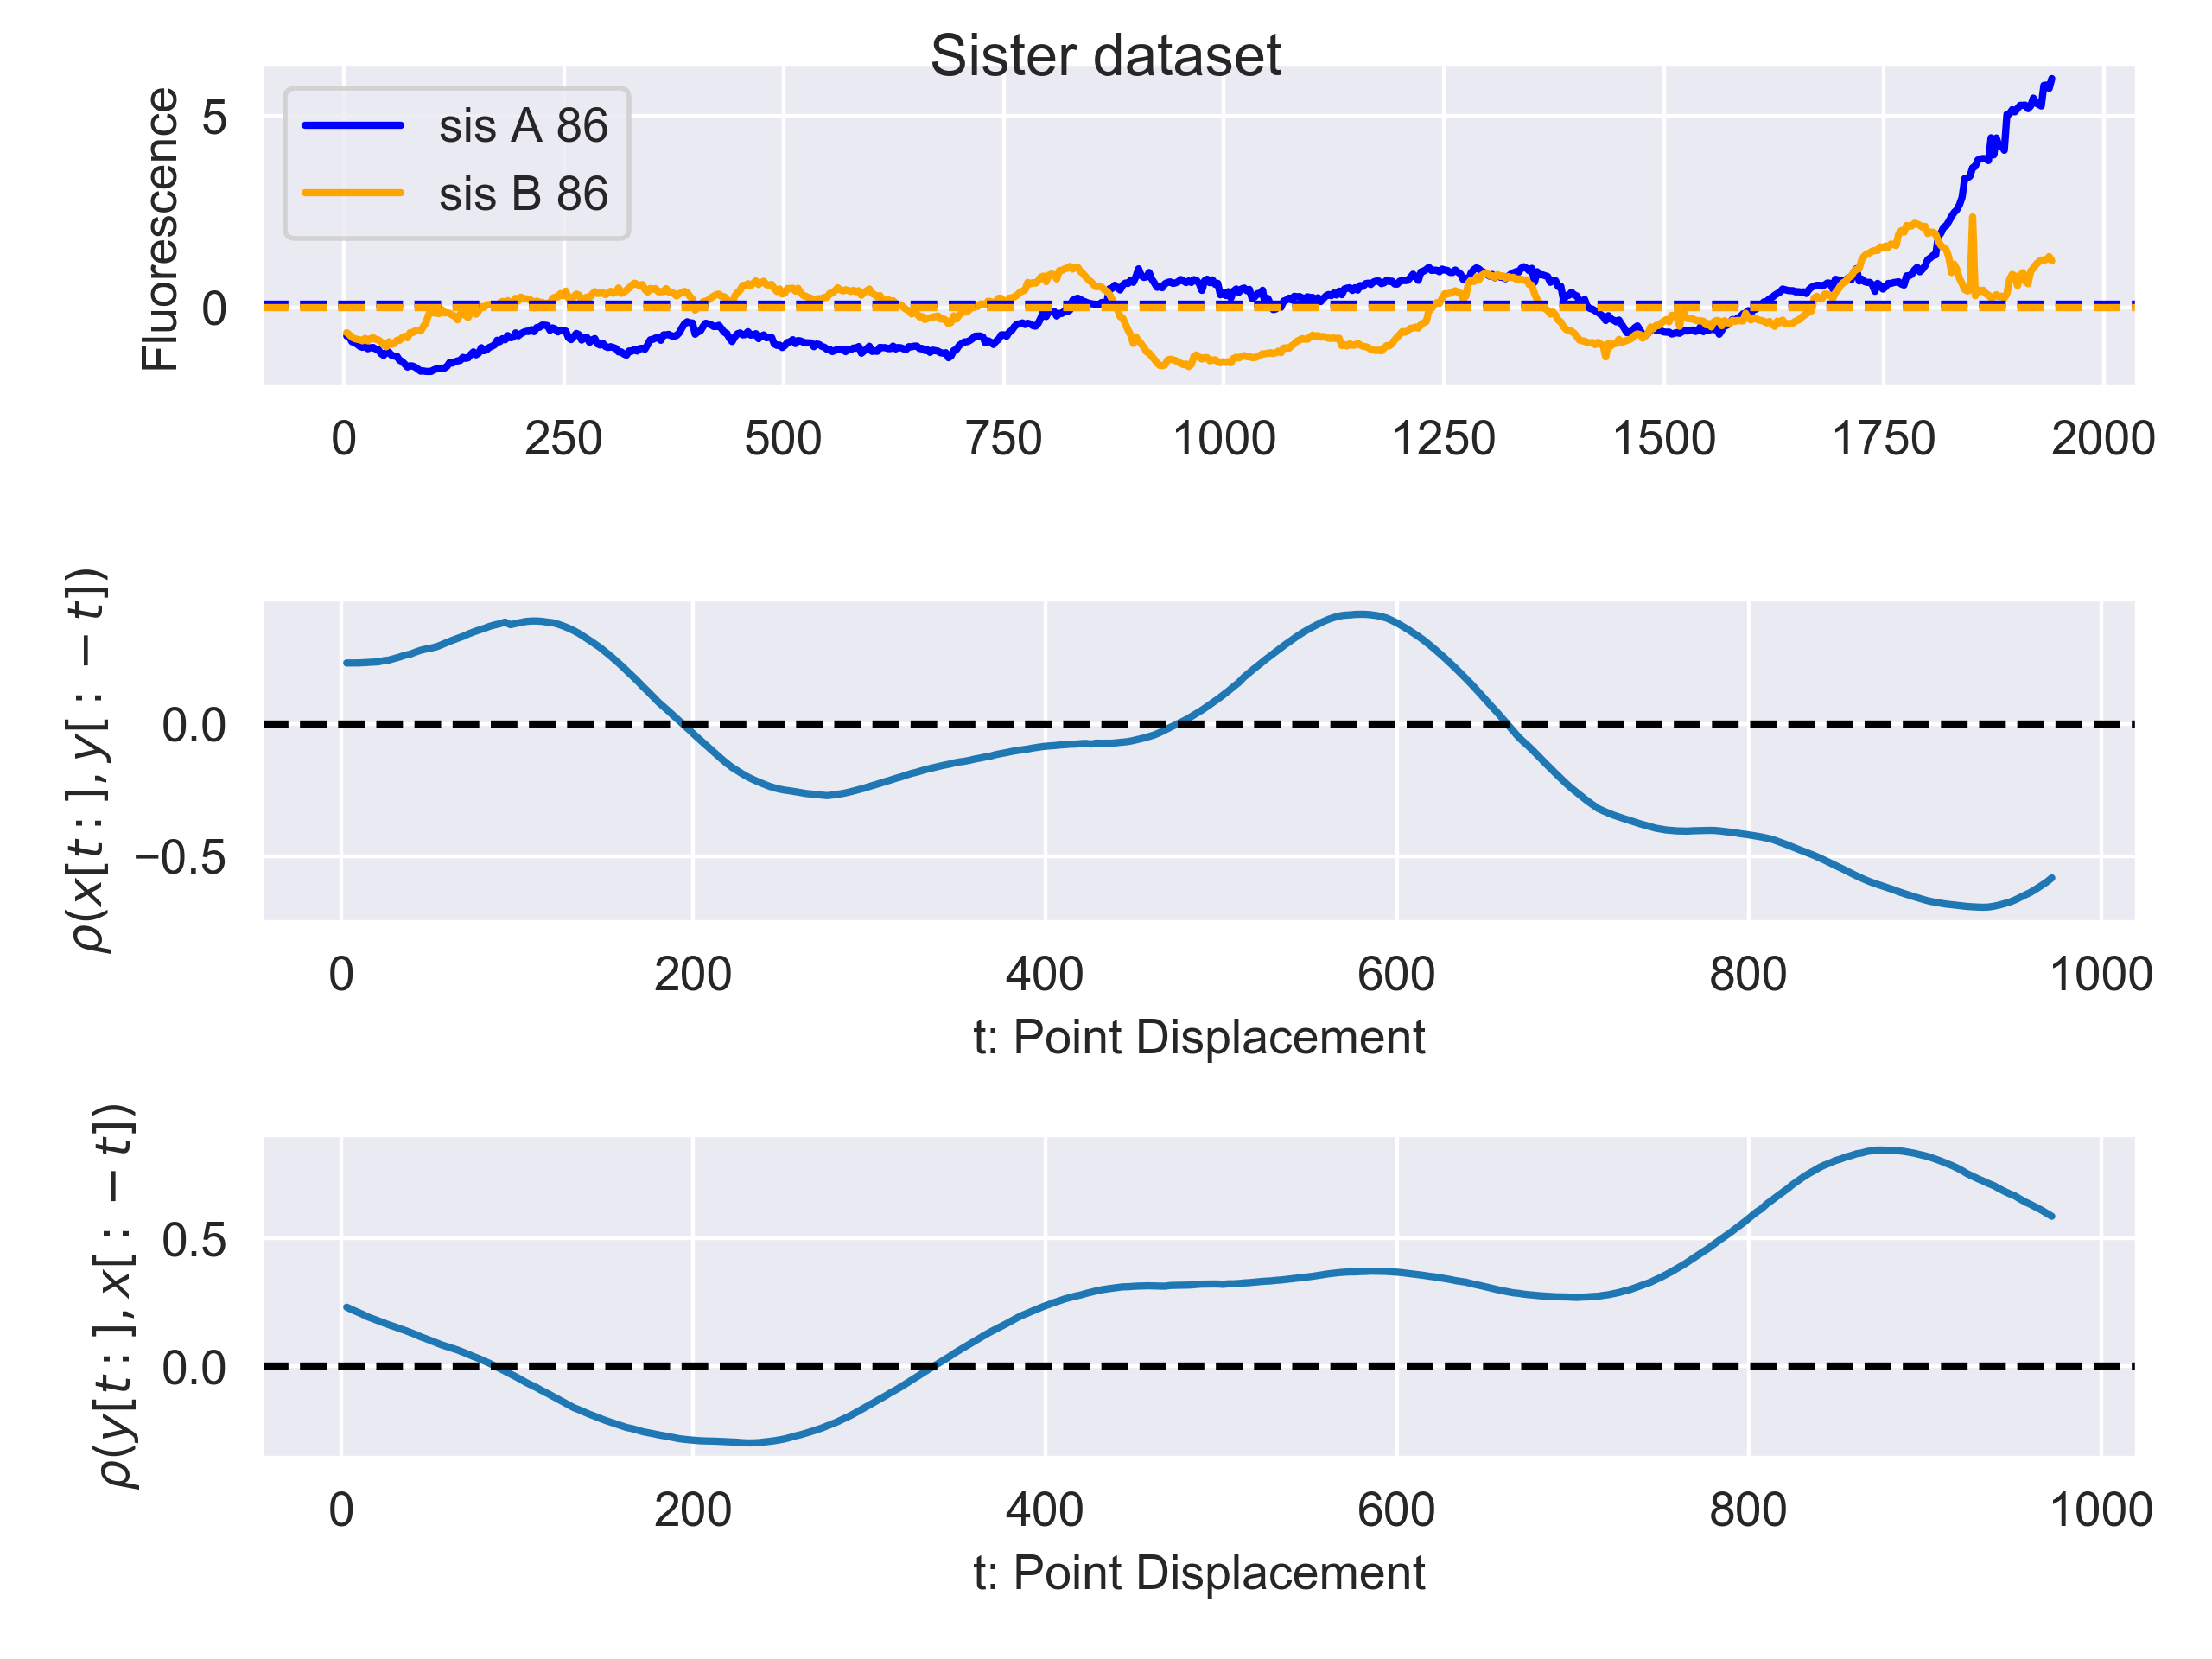 Sister dataset
Fluorescence
5
0
sis A 86
sis B 86
0 250 500 750 1000 1250 1500 1750 2000
ρ(x[t:],y[:−t])
0.0
−0.5
0 200 400 600 800 1000
t: Point Displacement
ρ(y[t:],x[:−t])
0.5
0.0
0 200 400 600 800 1000
t: Point Displacement